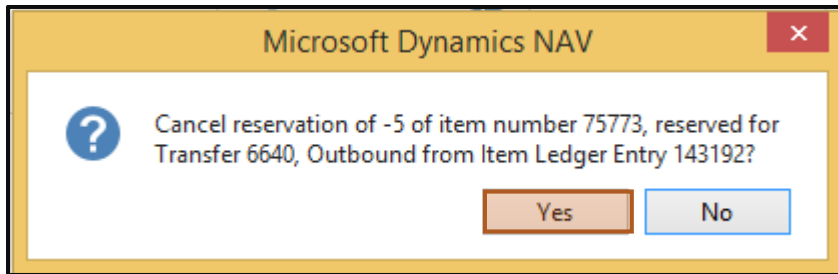 Microsoft Dynamics NAV
Cancel reservation of -5 of item number 75773, reserved for
Transfer 6640, Outbound from Item Ledger Entry 143192?
Yes
No